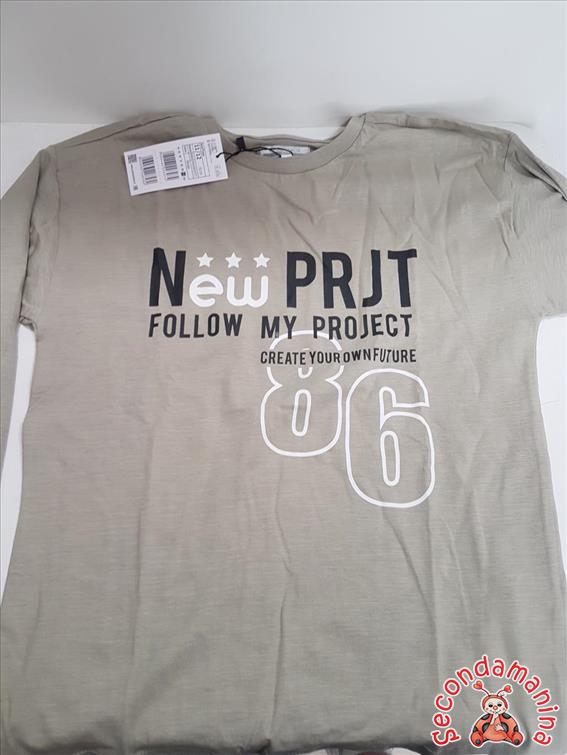 New PRJT
FOLLOW MY PROJECT
CREATE YOUR OWN FUTURE
86
Secondamanina